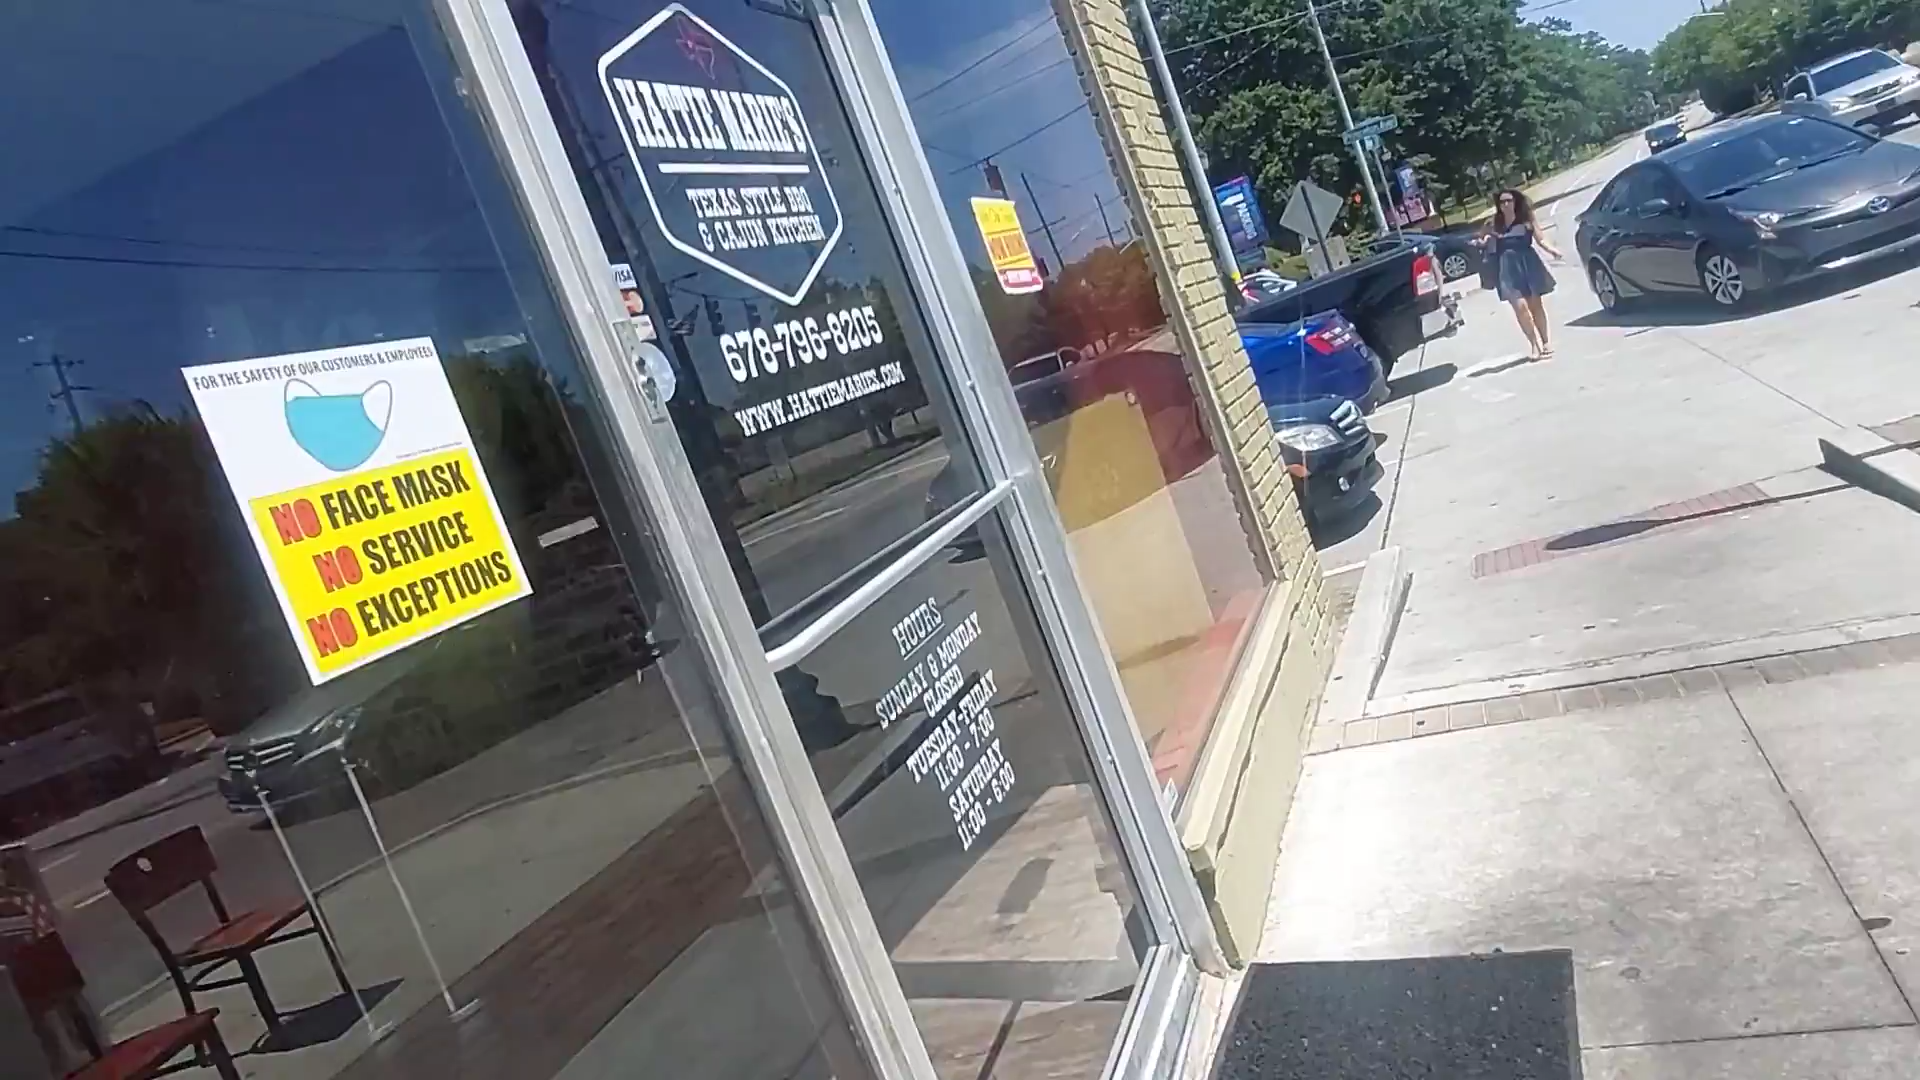 FOR THE SAFETY OF OUR CUSTOMERS & EMPLOYEES
NO FACE MASK
NO SERVICE
NO EXCEPTIONS
HATTIE MARIE'S
TEXAS STYLE BBQ
& CAJUN KITCHEN
VISA
678-796-8205
WWW.HATTIEMARIES.COM
HOURS
SUNDAY & MONDAY
CLOSED
TUESDAY-FRIDAY
11:00 - 7:00
SATURDAY
11:00 - 6:00